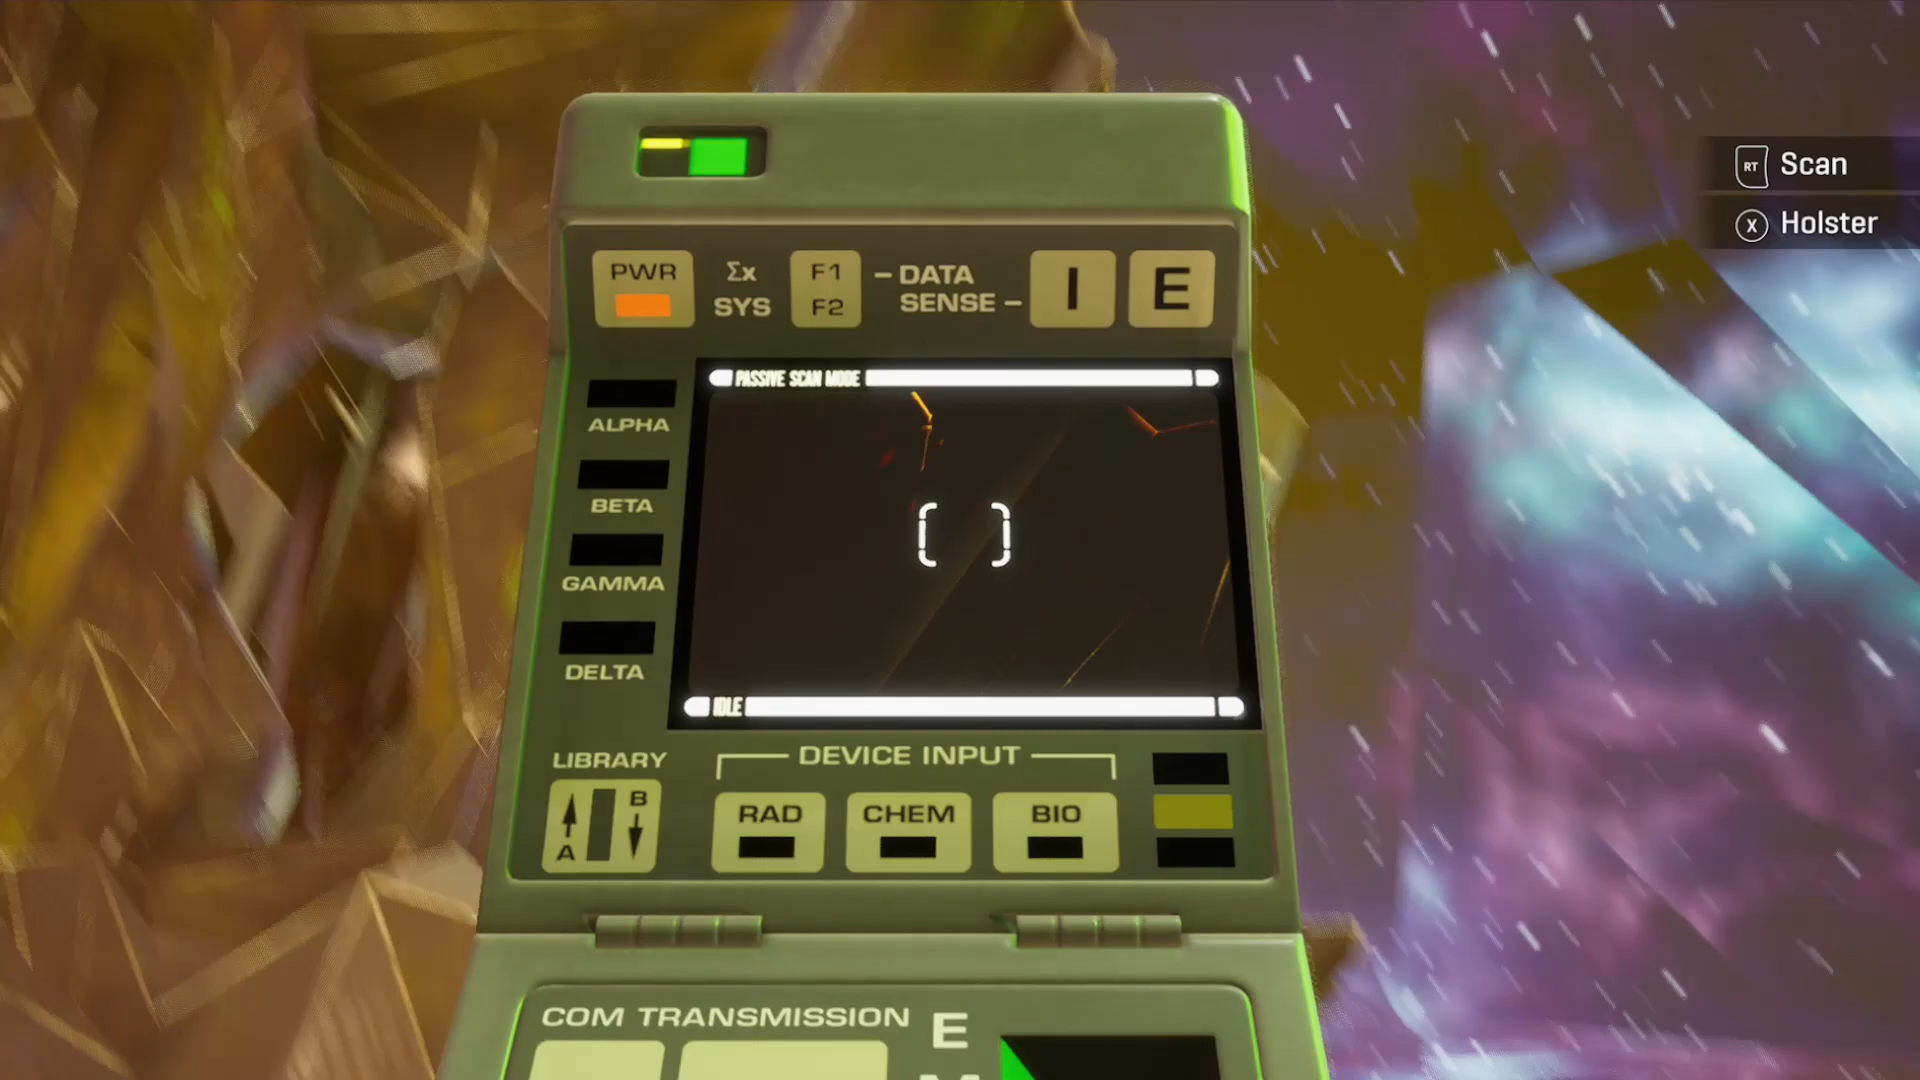 RT Scan
X Holster
PWR Σx SYS F1 F2 – DATA SENSE – I E
PASSIVE SCAN MODE
ALPHA
BETA
GAMMA
DELTA
IDLE
LIBRARY
A B
DEVICE INPUT
RAD CHEM BIO
COM TRANSMISSION E